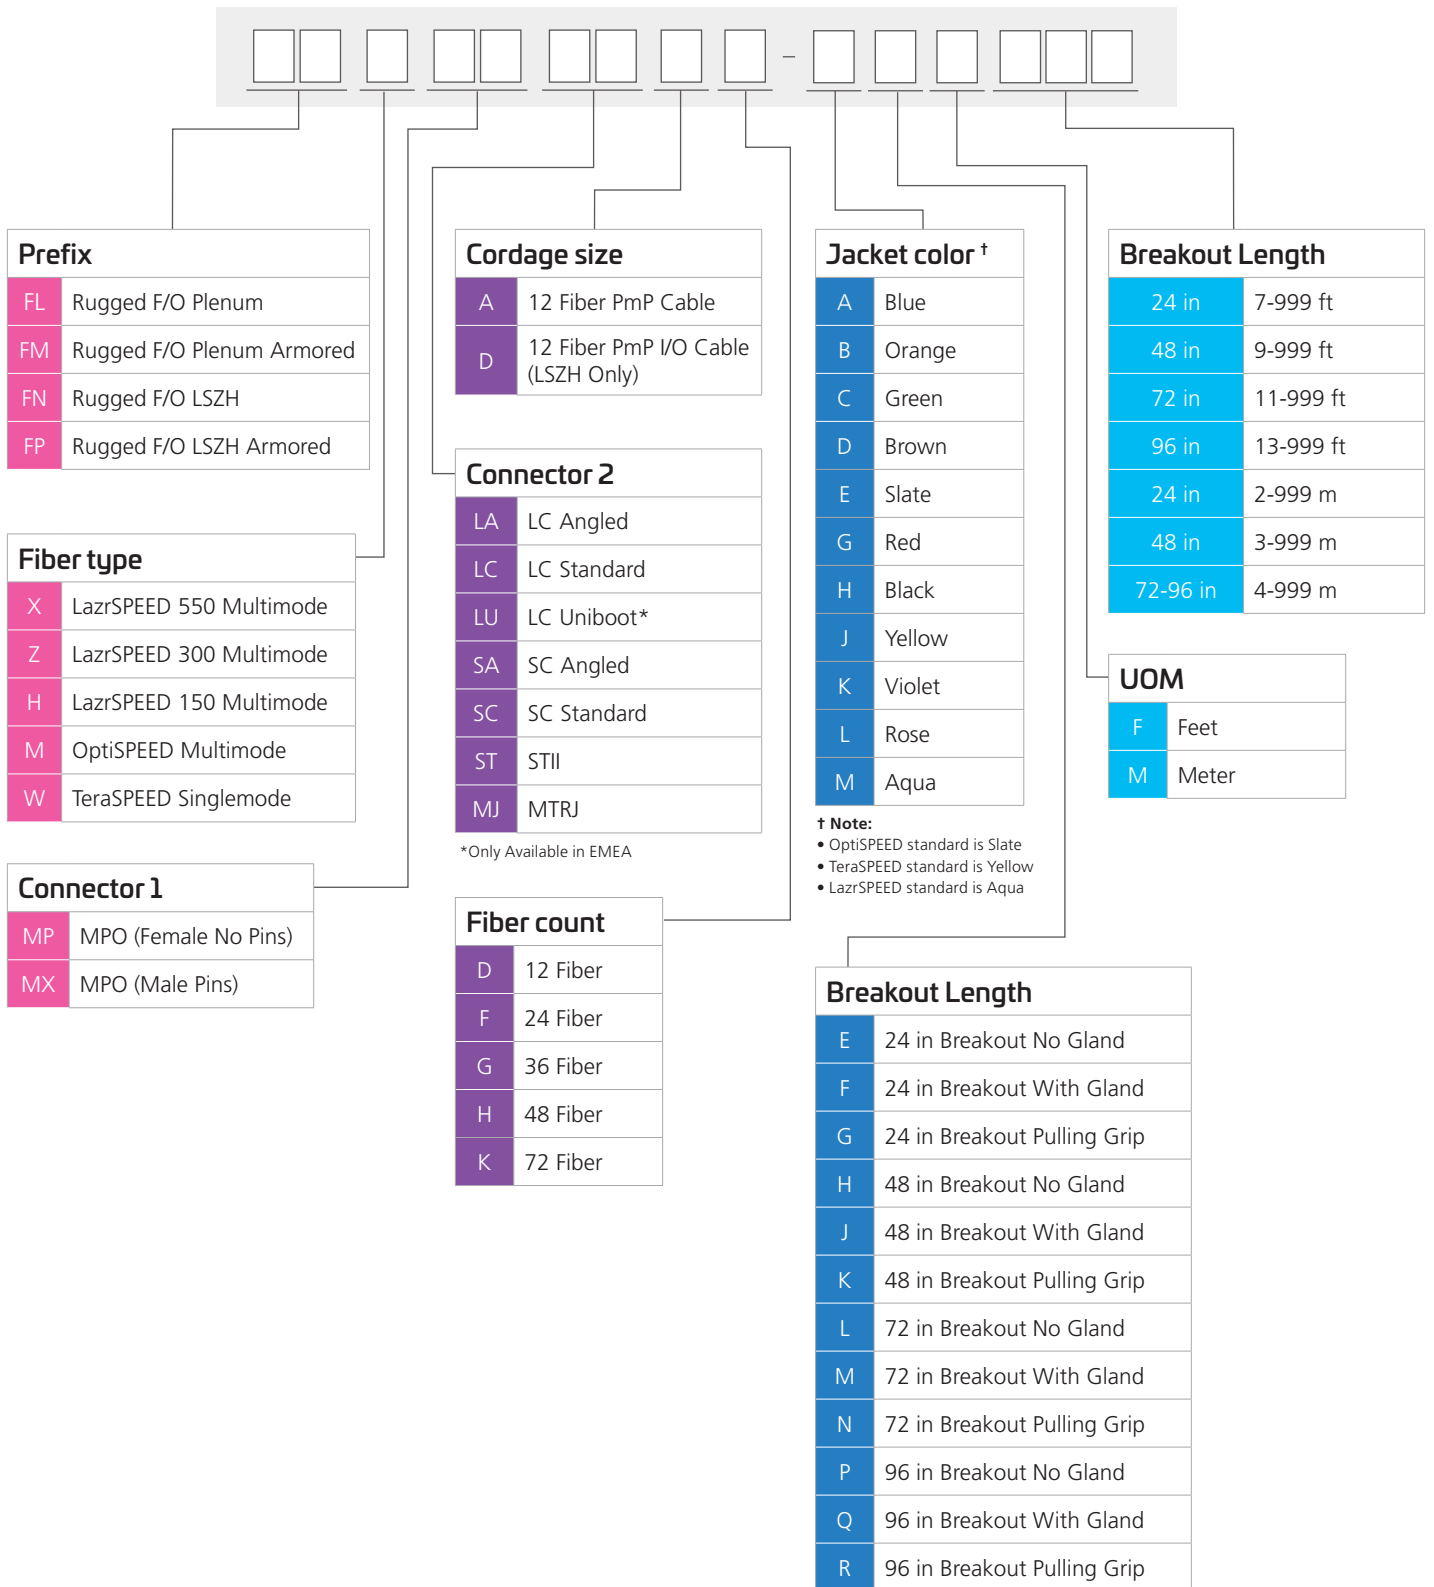 –
Prefix
FL Rugged F/O Plenum
FM Rugged F/O Plenum Armored
FN Rugged F/O LSZH
FP Rugged F/O LSZH Armored
Fiber type
X LazrSPEED 550 Multimode
Z LazrSPEED 300 Multimode
H LazrSPEED 150 Multimode
M OptiSPEED Multimode
W TeraSPEED Singlemode
Connector 1
MP MPO (Female No Pins)
MX MPO (Male Pins)
Cordage size
A 12 Fiber PmP Cable
D 12 Fiber PmP I/O Cable
(LSZH Only)
Connector 2
LA LC Angled
LC LC Standard
LU LC Uniboot*
SA SC Angled
SC SC Standard
ST STII
MJ MTRJ
*Only Available in EMEA
Fiber count
D 12 Fiber
F 24 Fiber
G 36 Fiber
H 48 Fiber
K 72 Fiber
Jacket color †
A Blue
B Orange
C Green
D Brown
E Slate
G Red
H Black
J Yellow
K Violet
L Rose
M Aqua
† Note:
• OptiSPEED standard is Slate
• TeraSPEED standard is Yellow
• LazrSPEED standard is Aqua
Breakout Length
E 24 in Breakout No Gland
F 24 in Breakout With Gland
G 24 in Breakout Pulling Grip
H 48 in Breakout No Gland
J 48 in Breakout With Gland
K 48 in Breakout Pulling Grip
L 72 in Breakout No Gland
M 72 in Breakout With Gland
N 72 in Breakout Pulling Grip
P 96 in Breakout No Gland
Q 96 in Breakout With Gland
R 96 in Breakout Pulling Grip
Breakout Length
24 in 7-999 ft
48 in 9-999 ft
72 in 11-999 ft
96 in 13-999 ft
24 in 2-999 m
48 in 3-999 m
72-96 in 4-999 m
UOM
F Feet
M Meter